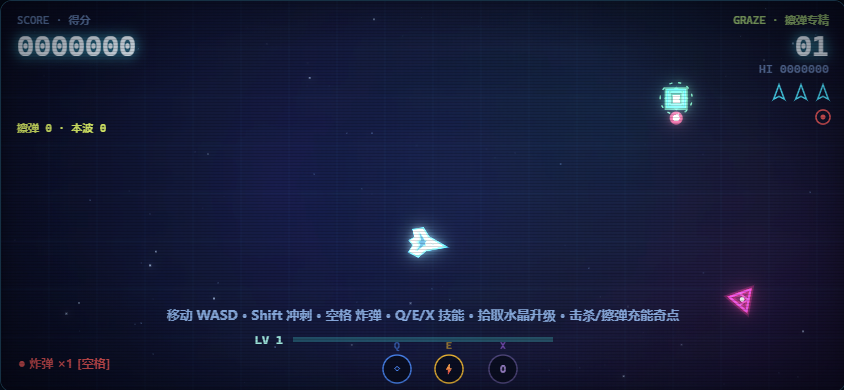 SCORE · 得分
0000000
GRAZE · 擦弹专精
01
HI 0000000
擦弹 0 · 本波 0
移动 WASD • Shift 冲刺 • 空格 炸弹 • Q/E/X 技能 • 拾取水晶升级 • 击杀/擦弹充能奇点
LV 1
Q E X
0
炸弹 ×1 [空格]